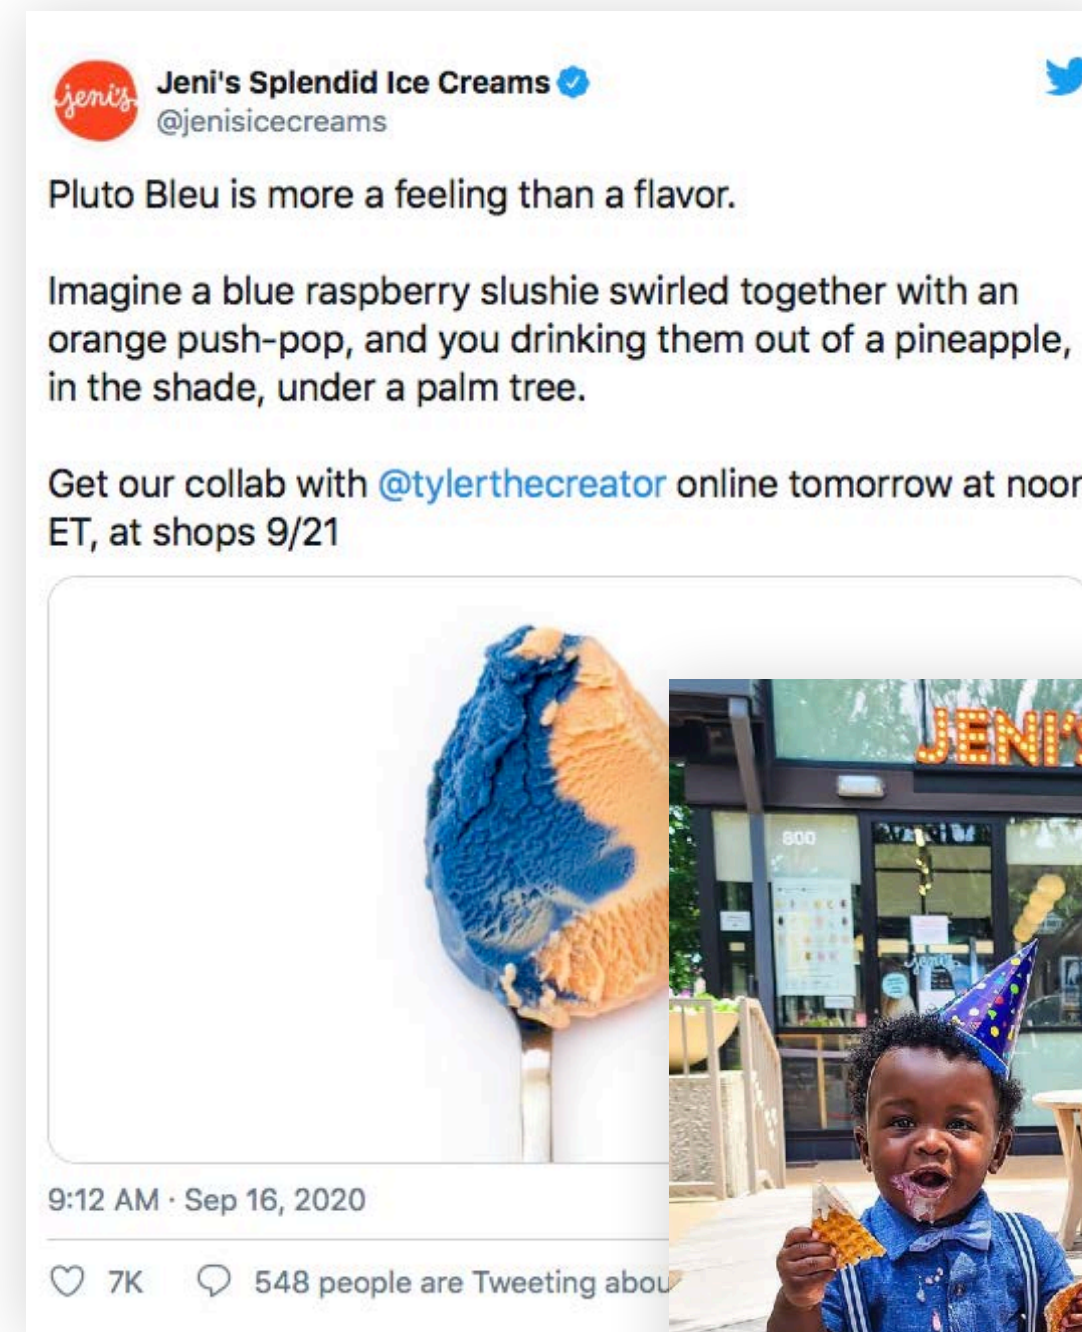 jeni's
Jeni's Splendid Ice Creams
@jenisicecreams
Pluto Bleu is more a feeling than a flavor.
Imagine a blue raspberry slushie swirled together with an
orange push-pop, and you drinking them out of a pineapple,
in the shade, under a palm tree.
Get our collab with @tylerthecreator online tomorrow at noon
ET, at shops 9/21
JENI'S
800
jeni's
9:12 AM · Sep 16, 2020
7K
548 people are Tweeting abou